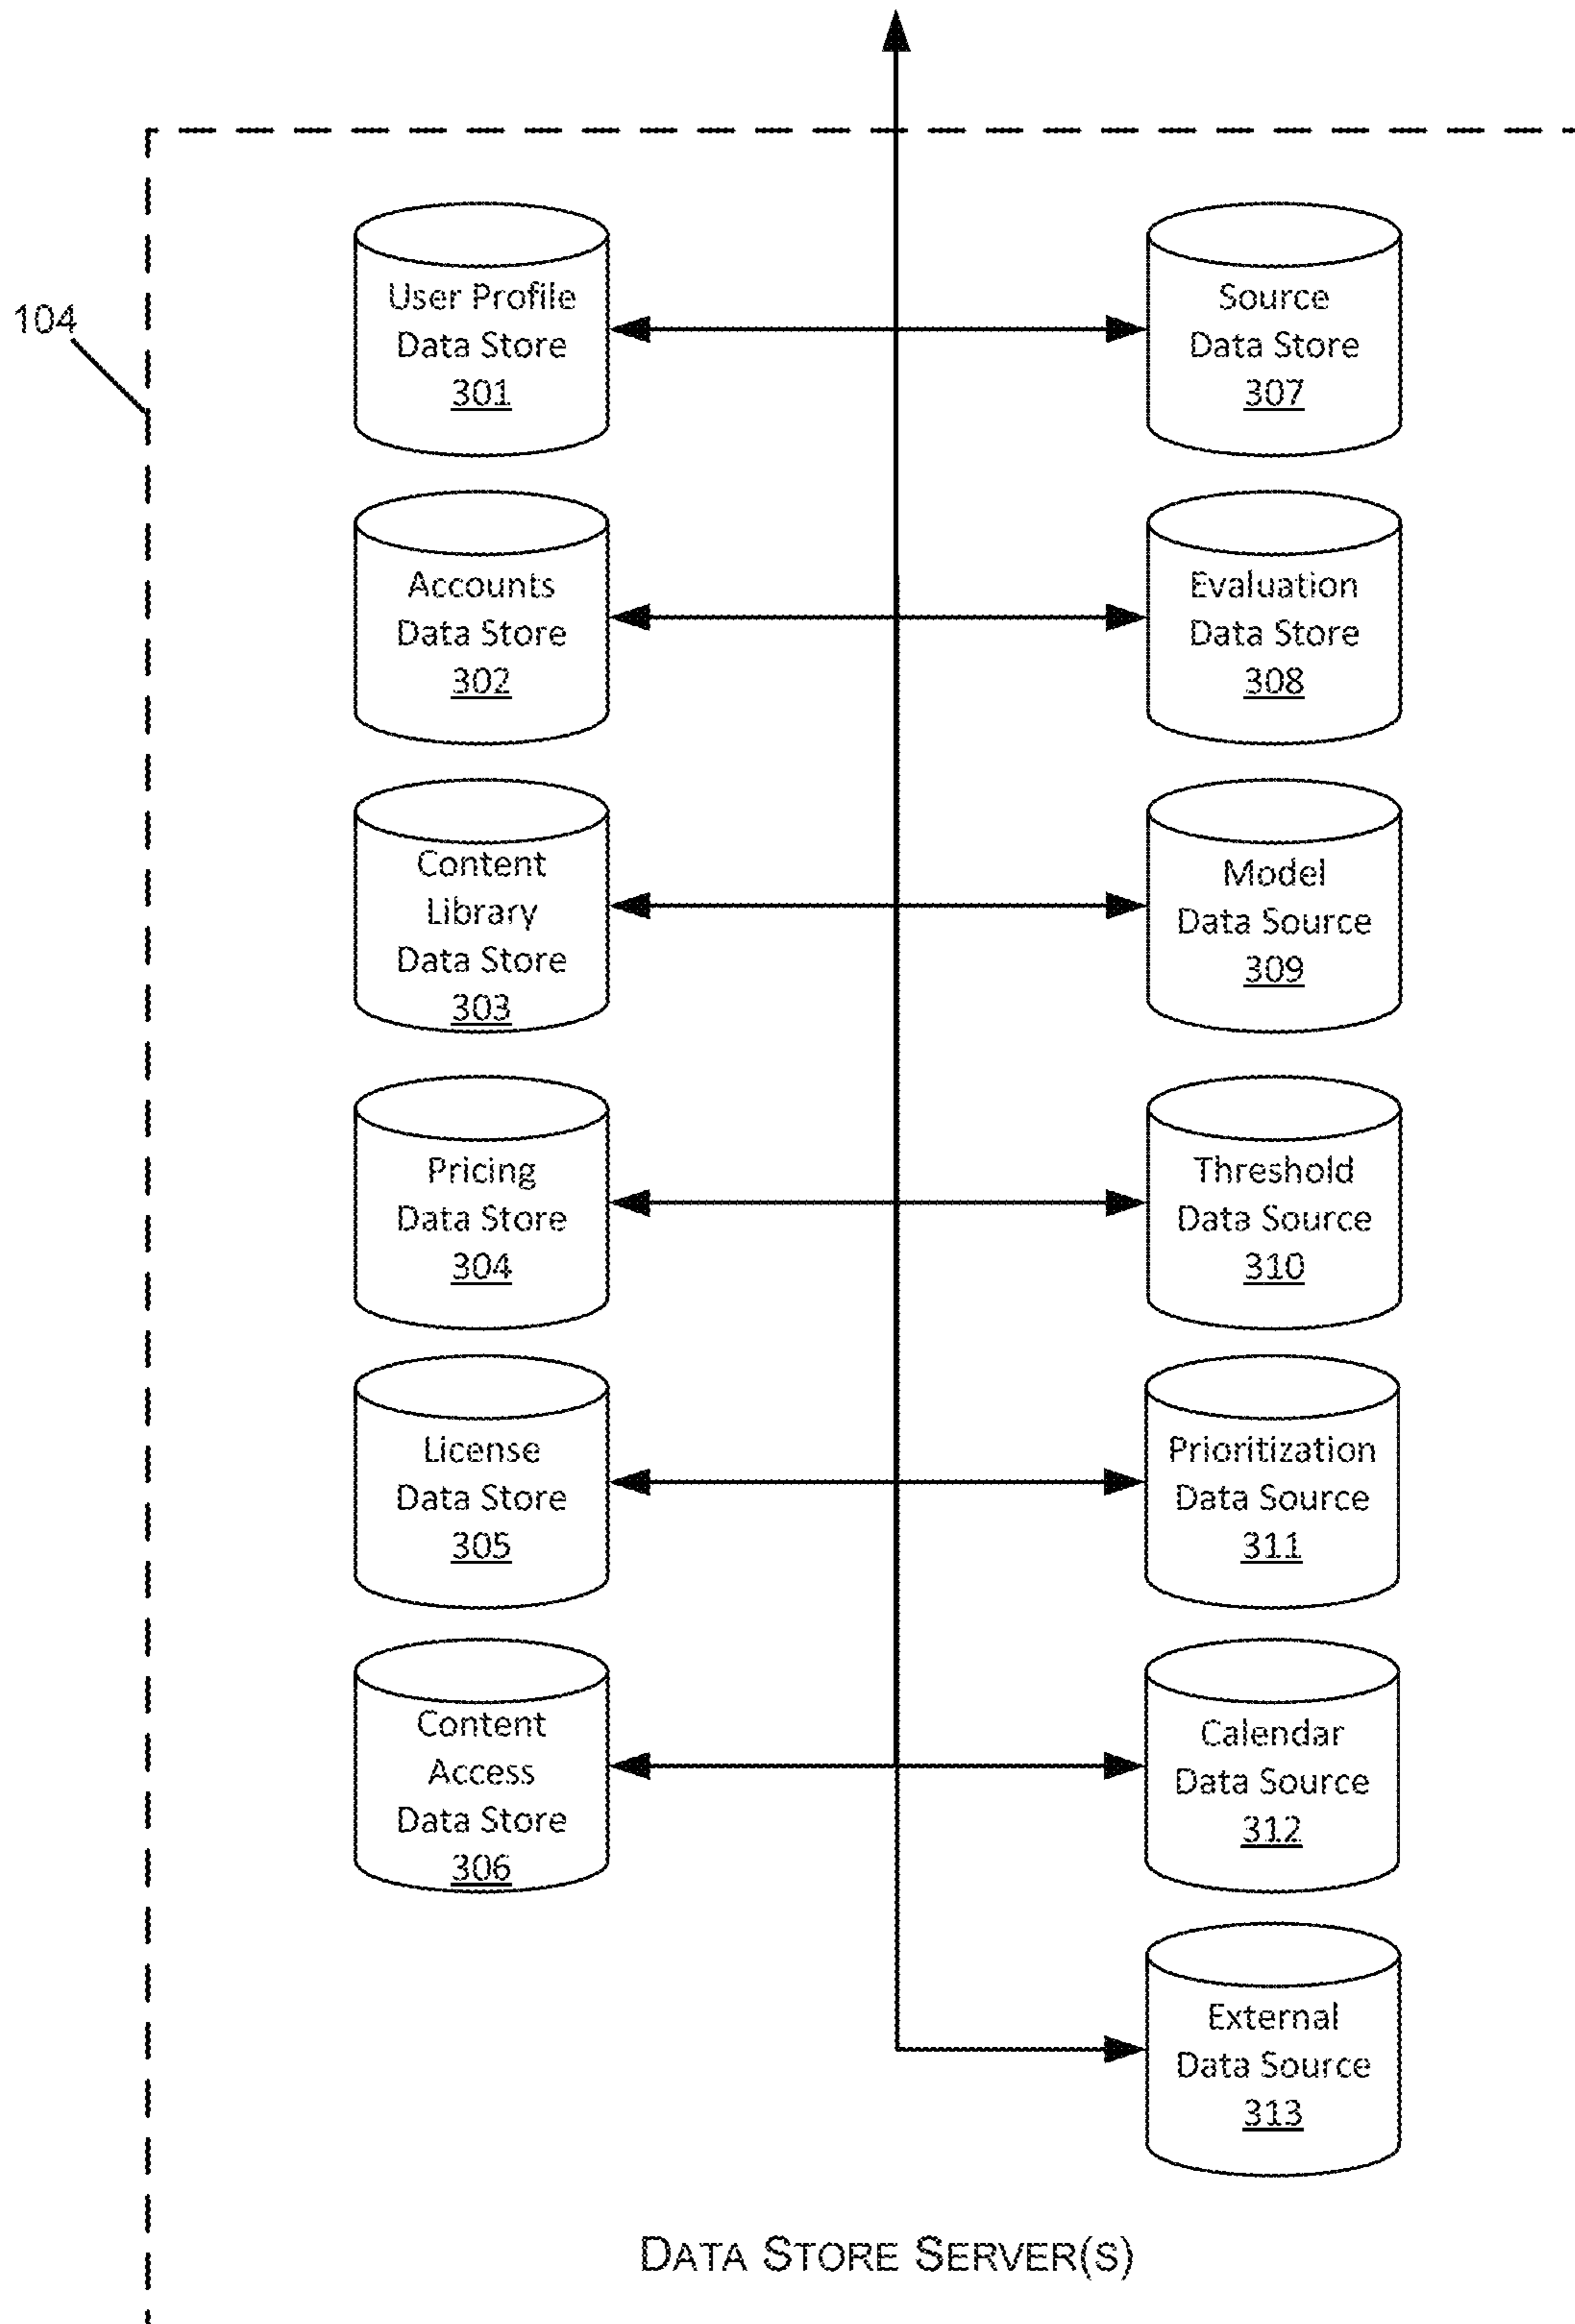 104
User Profile
Data Store
301
Source
Data Store
307
Accounts
Data Store
302
Evaluation
Data Store
308
Content
Library
Data Store
303
Model
Data Source
309
Pricing
Data Store
304
Threshold
Data Source
310
License
Data Store
305
Prioritization
Data Source
311
Content
Access
Data Store
306
Calendar
Data Source
312
External
Data Source
313
DATA STORE SERVER(S)